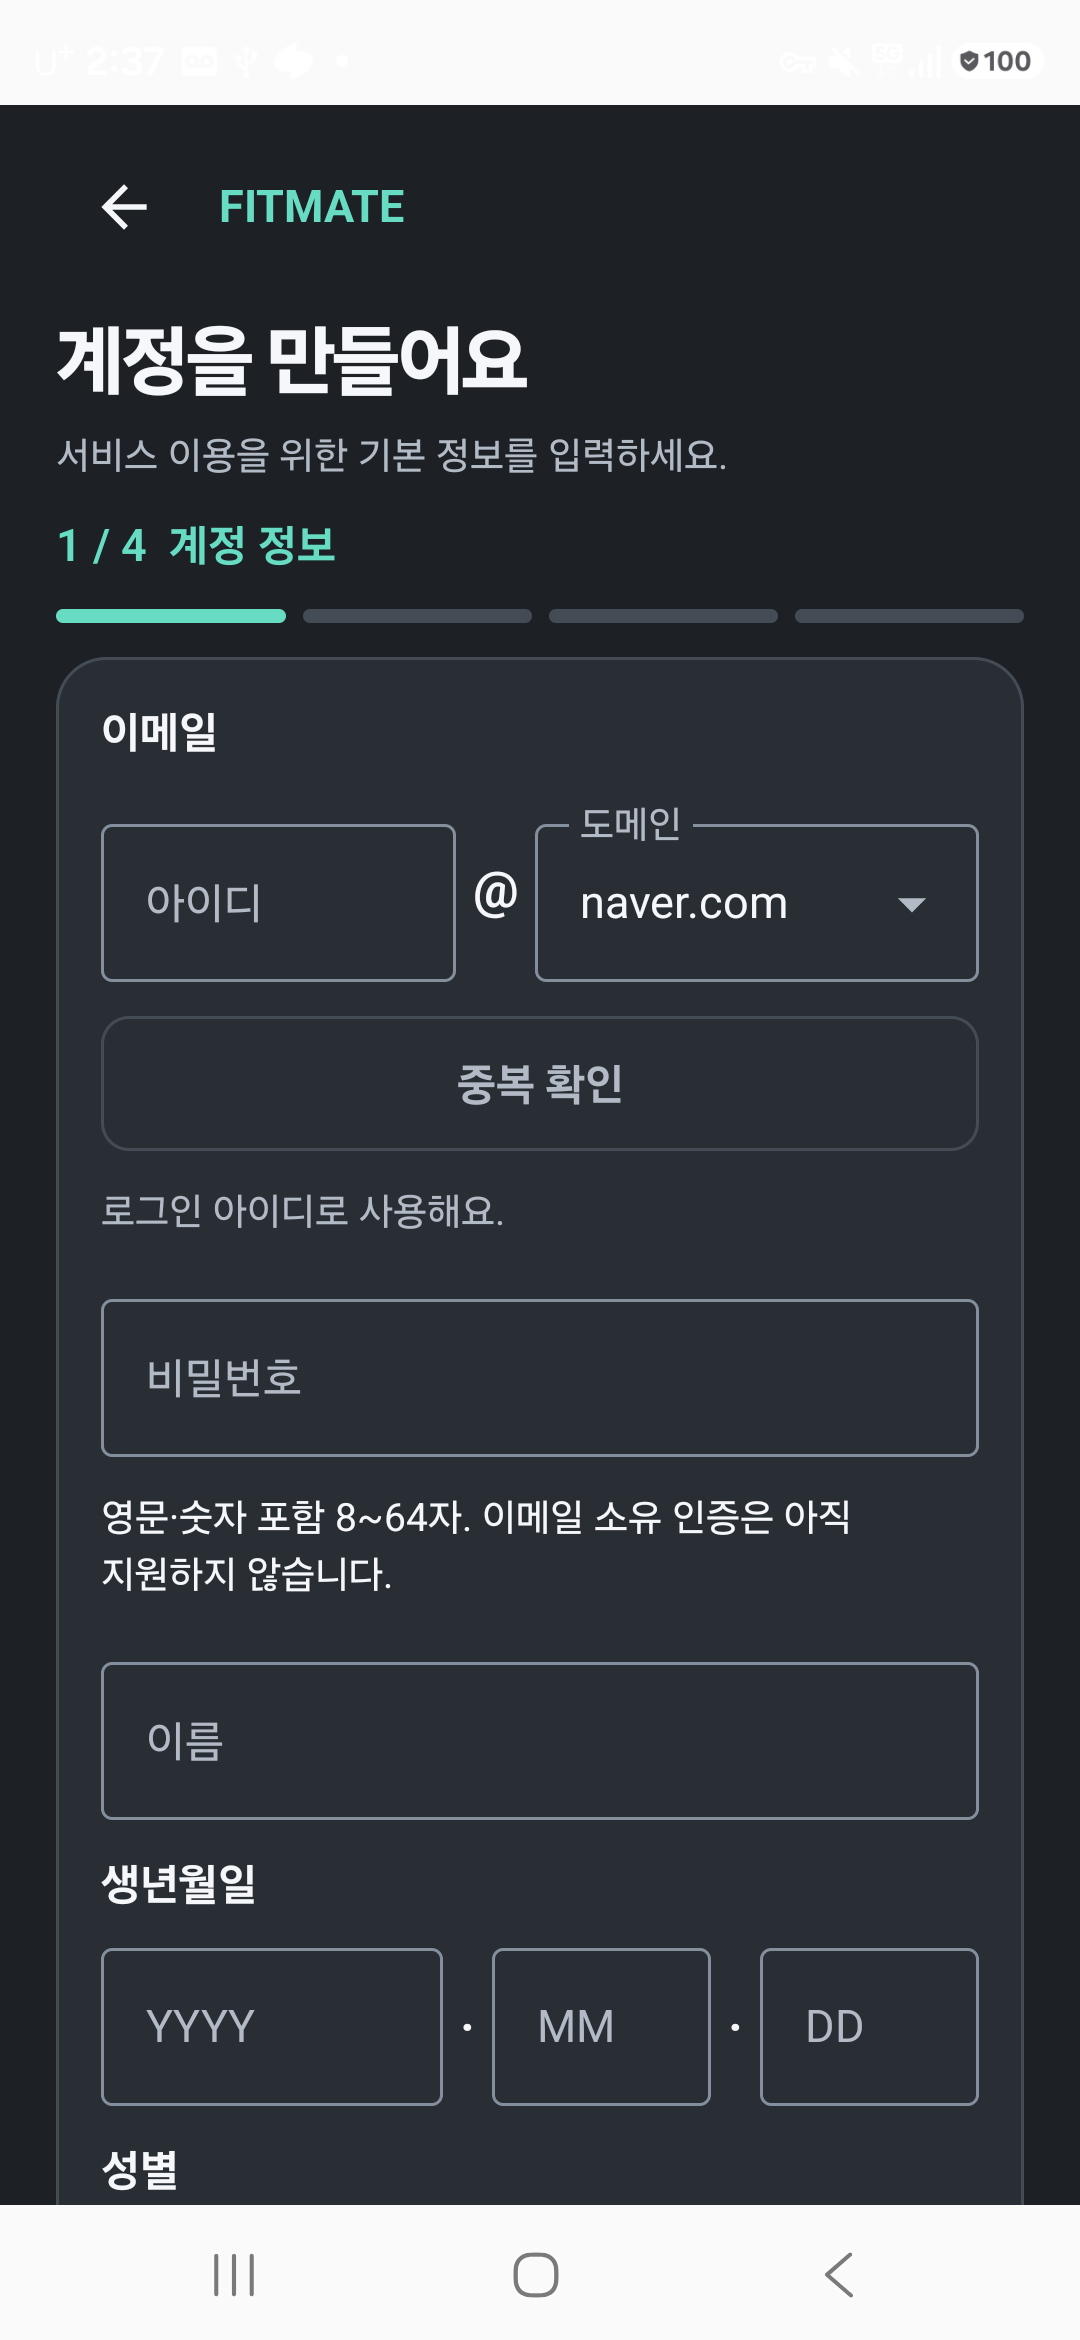 U+ 2:37 5G 100
FITMATE
계정을 만들어요
서비스 이용을 위한 기본 정보를 입력하세요.
1 / 4 계정 정보
이메일
도메인
아이디 @ naver.com
중복 확인
로그인 아이디로 사용해요.
비밀번호
영문·숫자 포함 8~64자. 이메일 소유 인증은 아직
지원하지 않습니다.
이름
생년월일
YYYY · MM · DD
성별